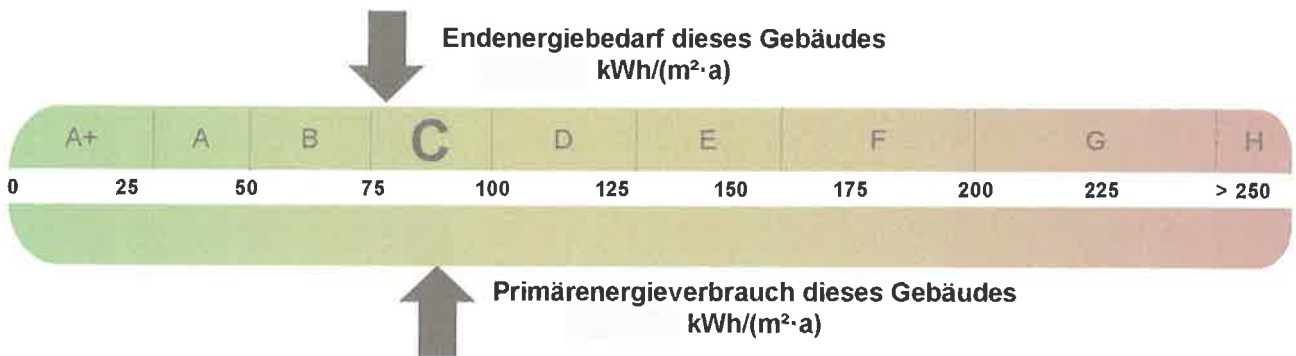 Endenergiebedarf dieses Gebäudes
kWh/(m²·a)
A+ A B C D E F G H
0 25 50 75 100 125 150 175 200 225 > 250
Primärenergieverbrauch dieses Gebäudes
kWh/(m²·a)